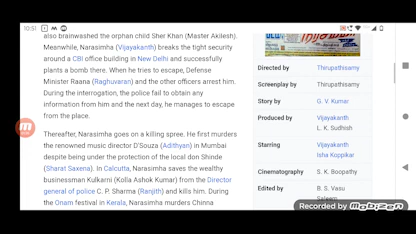 10:51
also brainwashed the orphan child Sher Khan (Master Akilesh).
Meanwhile, Narasimha (Vijayakanth) breaks the tight security
around a CBI office building in New Delhi and successfully
plants a bomb there. When he tries to escape, Defense
Minister Raana (Raghuvaran) and the other officers arrest him.
During the interrogation, the police fail to obtain any
information from him and the next day, he manages to escape
from the place.
Thereafter, Narasimha goes on a killing spree. He first murders
the renowned music director D'Souza (Adithyan) in Mumbai
despite being under the protection of the local don Shinde
(Sharat Saxena). In Calcutta, Narasimha saves the wealthy
businessman Kulkarni (Kolla Ashok Kumar) from the Director
general of police C. P. Sharma (Ranjith) and kills him. During
the Onam festival in Kerala, Narasimha murders Chinna
Directed by Thirupathisamy
Screenplay by Thirupathisamy
Story by G. V. Kumar
Produced by Vijayakanth
L. K. Sudhish
Starring Vijayakanth
Isha Koppikar
Cinematography S. K. Boopathy
Edited by B. S. Vasu
Saleem
Recorded by Mobizen